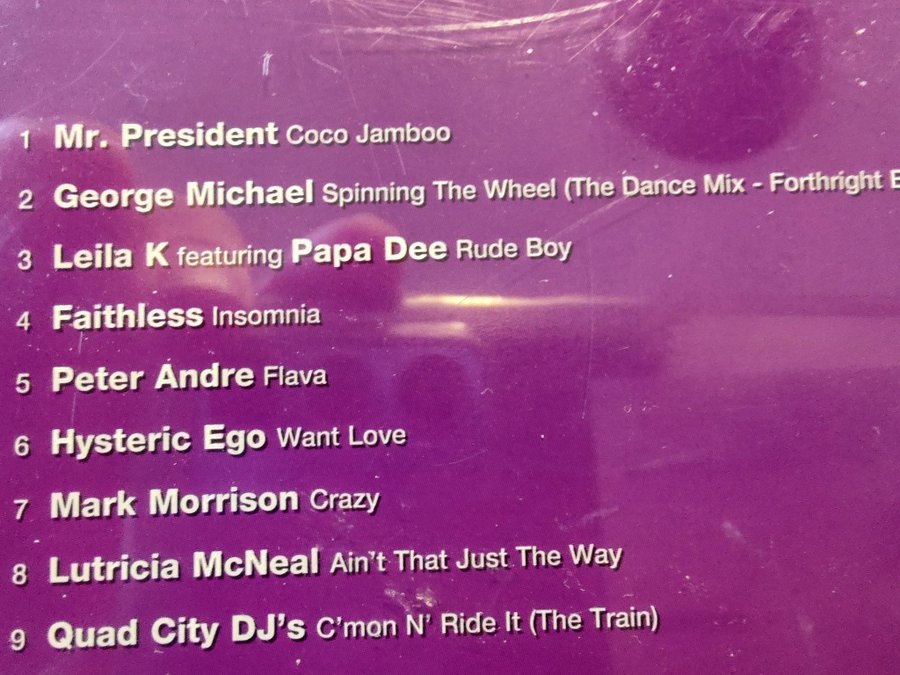 1 Mr. President Coco Jamboo
2 George Michael Spinning The Wheel (The Dance Mix - Forthright
3 Leila K featuring Papa Dee Rude Boy
4 Faithless Insomnia
5 Peter Andre Flava
6 Hysteric Ego Want Love
7 Mark Morrison Crazy
8 Lutricia McNeal Ain't That Just The Way
9 Quad City DJ's C'mon N' Ride It (The Train)